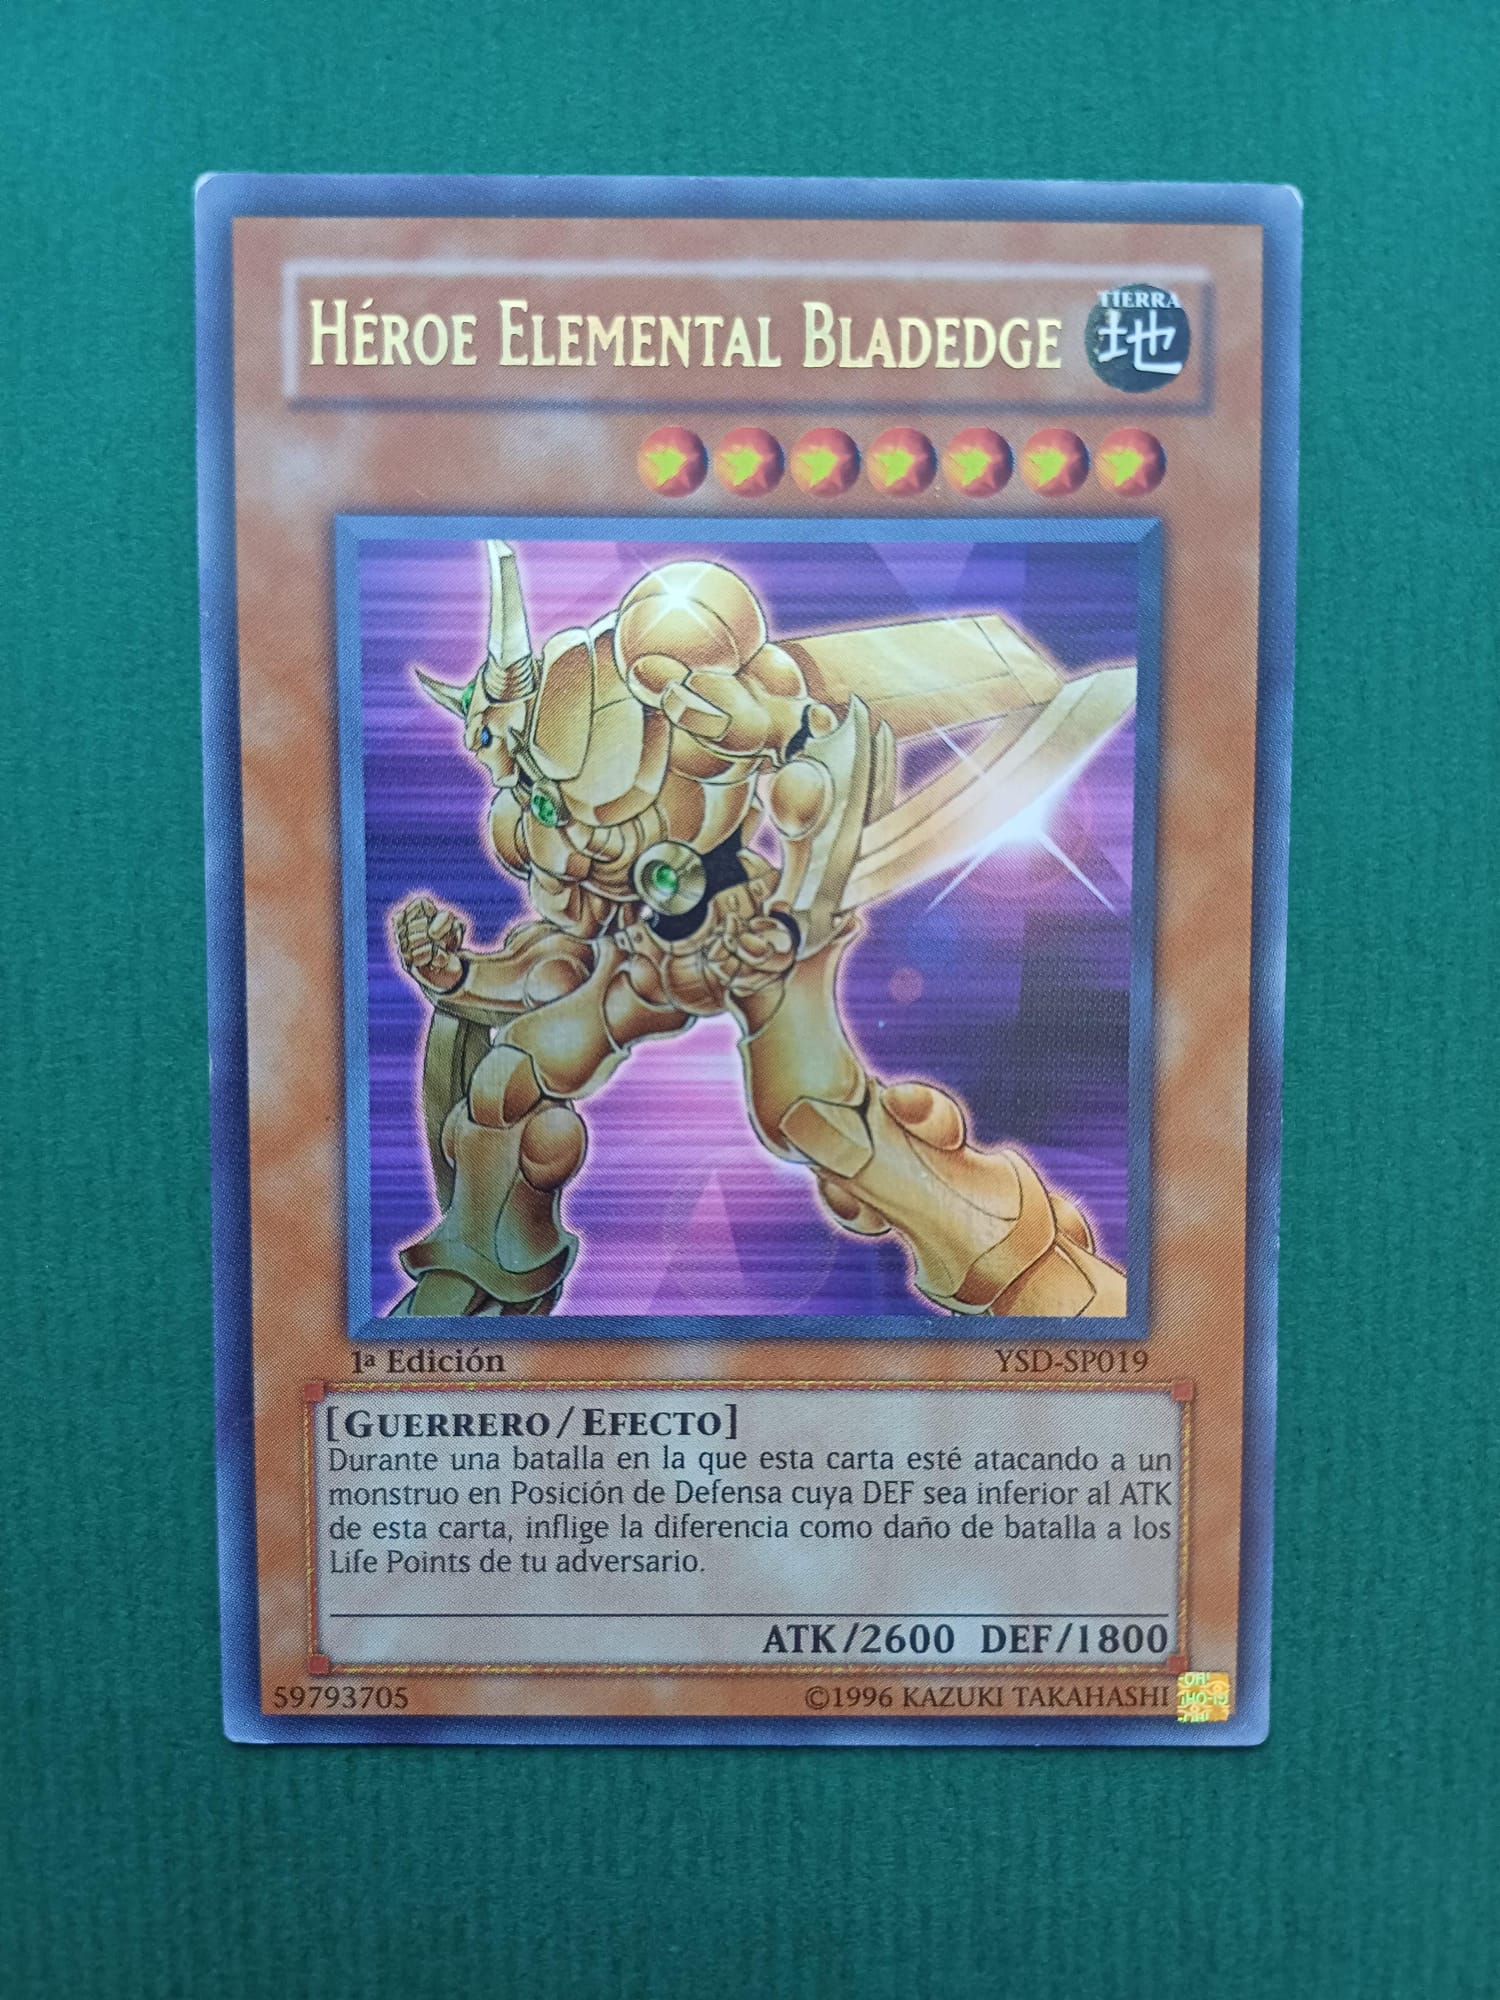 HÉROE ELEMENTAL BLADEDGE
TIERRA
地
1ª Edición
YSD-SP019
[GUERRERO/EFECTO]
Durante una batalla en la que esta carta esté atacando a un
monstruo en Posición de Defensa cuya DEF sea inferior al ATK
de esta carta, inflige la diferencia como daño de batalla a los
Life Points de tu adversario.
ATK/2600 DEF/1800
59793705
©1996 KAZUKI TAKAHASHI